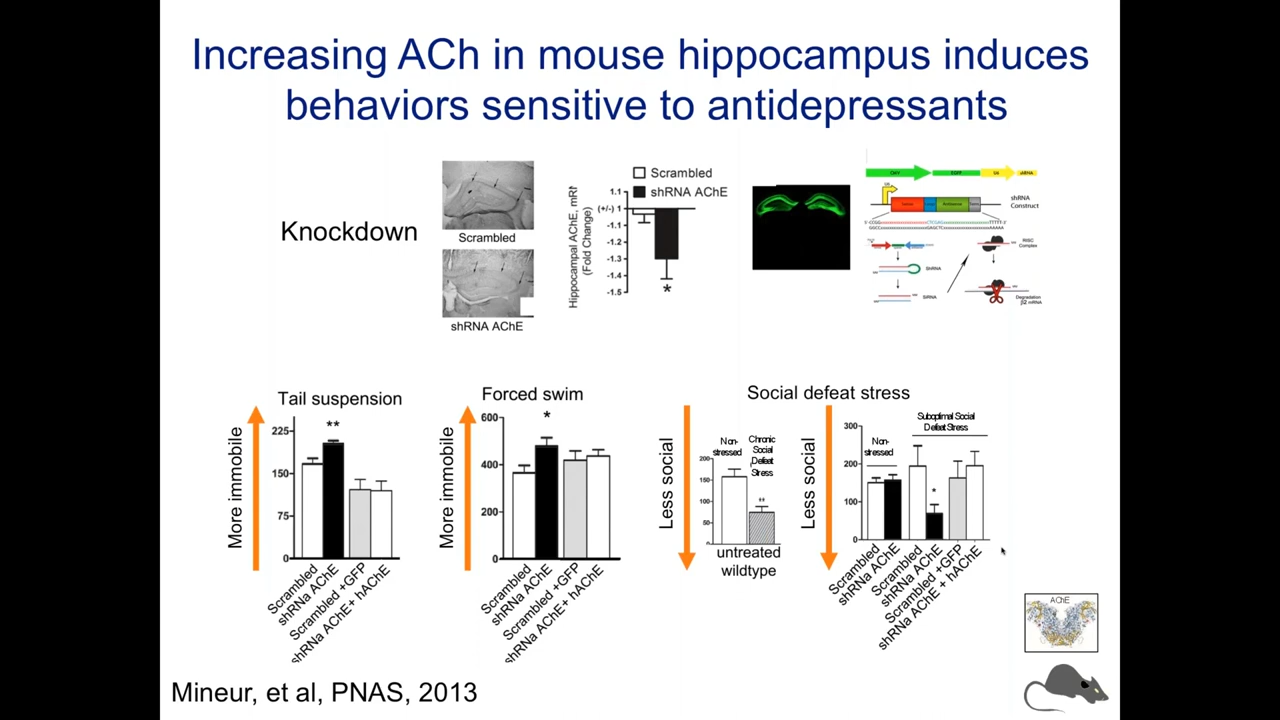 Increasing ACh in mouse hippocampus induces
behaviors sensitive to antidepressants
Knockdown
Scrambled
shRNA AChE
Scrambled
shRNA AChE
Hippocampal AChE, mRN
(Fold Change)
1.1
(+/-) 1
-1.1
-1.2
-1.3
-1.4
-1.5
*
CMV
EGFP
U6
shRNA
U6
shRNA
Construct
RISC
Complex
ShRNA
SiRNA
Degradation
β2 mRNA
Tail suspension
More immobile
225
150
75
0
**
Scrambled
shRNA AChE
Scrambled +GFP
shRNA AChE+ hAChE
Forced swim
More immobile
600
400
200
0
*
Scrambled
shRNA AChE
Scrambled +GFP
shRNA AChE+ hAChE
Social defeat stress
Less social
Non-
stressed
Chronic
Social
Defeat
Stress
200
150
100
50
0
**
untreated
wildtype
Less social
Suboptimal Social
Defeat Stress
Non-
stressed
300
200
100
0
*
Scrambled
shRNA AChE
Scrambled
shRNA AChE
Scrambled +GFP
shRNA AChE + hAChE
AChE
Mineur, et al, PNAS, 2013